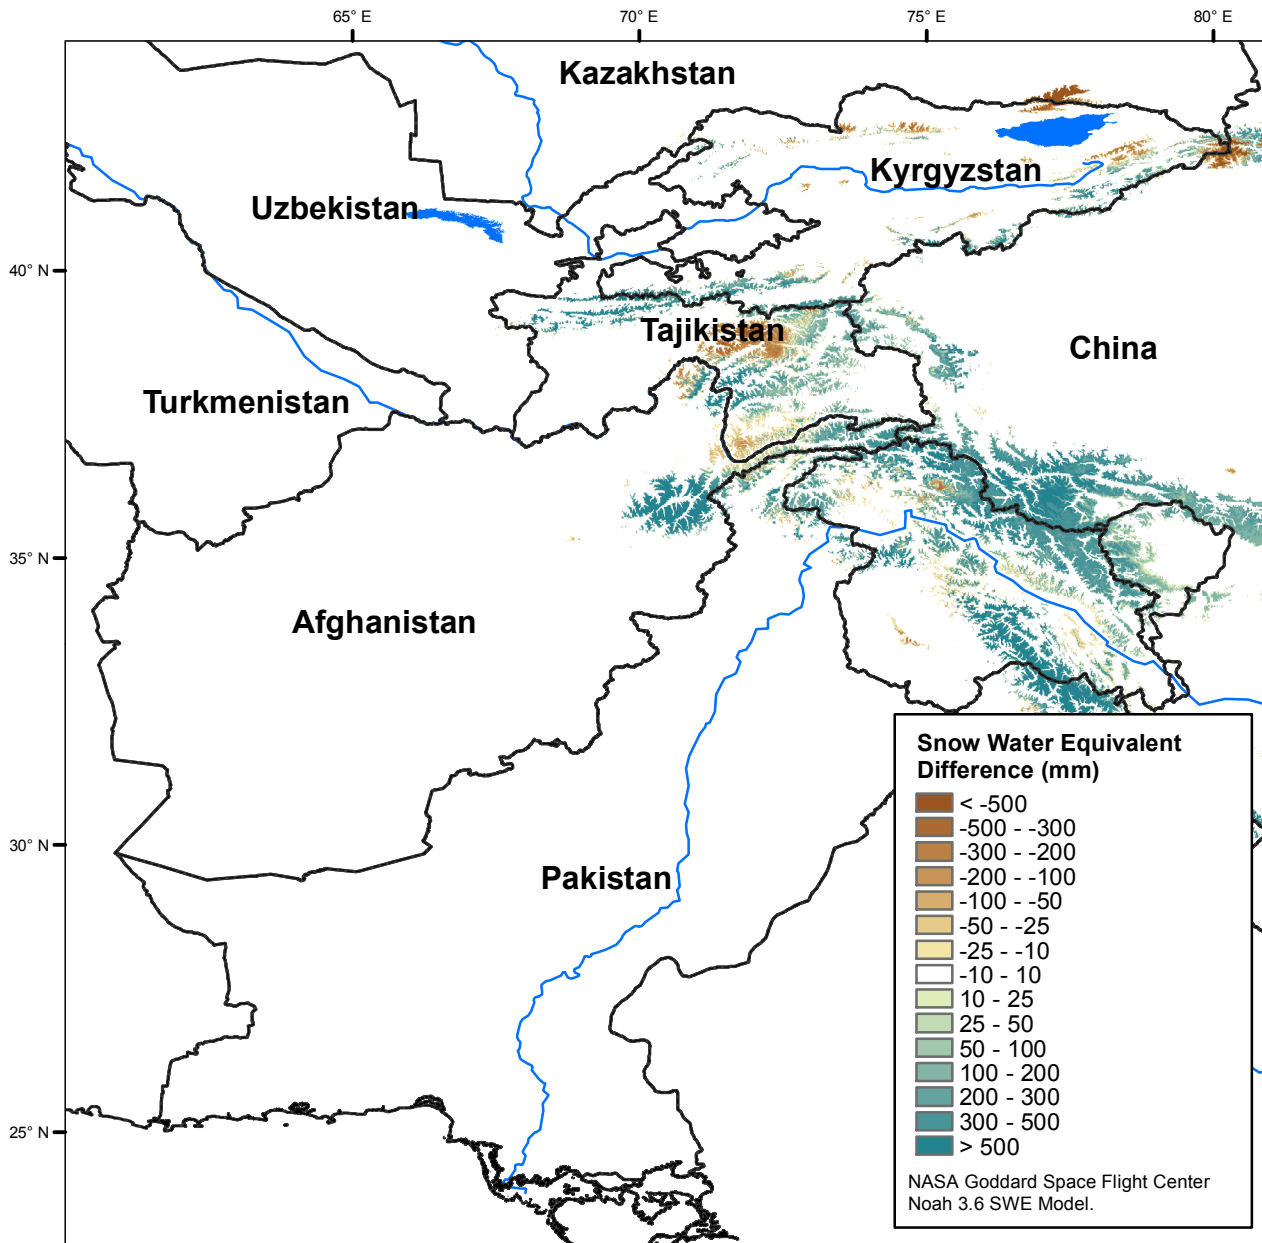 65° E
70° E
75° E
80° E
Kazakhstan
Kyrgyzstan
Uzbekistan
40° N
Tajikistan
China
Turkmenistan
35° N
Afghanistan
30° N
Pakistan
25° N
Snow Water Equivalent
Difference (mm)
< -500
-500 - -300
-300 - -200
-200 - -100
-100 - -50
-50 - -25
-25 - -10
-10 - 10
10 - 25
25 - 50
50 - 100
100 - 200
200 - 300
300 - 500
> 500
NASA Goddard Space Flight Center
Noah 3.6 SWE Model.